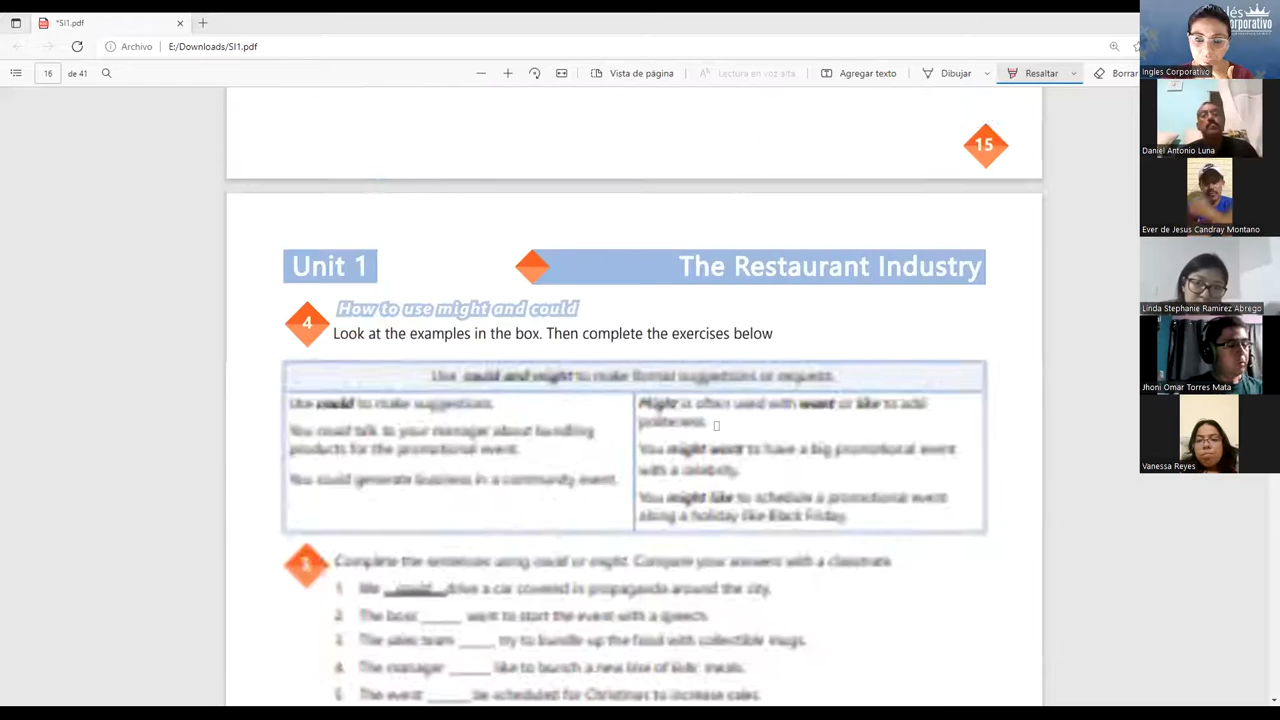 *SI1.pdf
Archivo
E:/Downloads/SI1.pdf
16
de 41
Vista de página
Lectura en voz alta
Agregar texto
Dibujar
Resaltar
Borrar
15
Unit 1
The Restaurant Industry
4
How to use might and could
Look at the examples in the box. Then complete the exercises below
Use could and might to make formal suggestions or requests.
Use could to make suggestions.
You could talk to your manager about bundling
products for the promotional event.
You could generate business in a community event.
Might is often used with want or like to add
politeness.
You might want to have a big promotional event
with a celebrity.
You might like to schedule a promotional event
along a holiday like Black Friday.
Complete the sentences using could or might. Compare your answers with a classmate
1. We could drive a car covered in propaganda around the city.
2. The boss _____ want to start the event with a speech.
3. The sales team _____ try to bundle up the food with collectible mugs.
4. The manager ______ like to launch a new line of kids' meals.
5. The event ______ be scheduled for Christmas to increase sales.
Ingles Corporativo
Daniel Antonio Luna
Ever de Jesus Candray Montano
Linda Stephanie Ramirez Abrego
Jhoni Omar Torres Mata
Vanessa Reyes